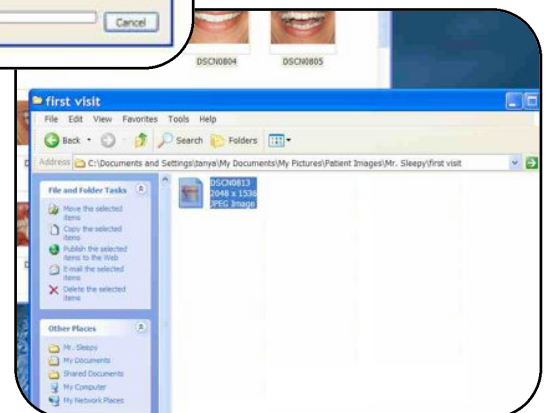 Cancel
DSCN0804 DSCN0805
first visit
File Edit View Favorites Tools Help
Back Search Folders
Address C:\Documents and Settings\tanya\My Documents\My Pictures\Patient Images\Mr. Sleepy\first visit
File and Folder Tasks
Move the selected
items
Copy the selected
items
Publish the selected
items to the Web
E-mail the selected
items
Delete the selected
items
DSCN0813
2048 x 1536
JPEG Image
Other Places
Mr. Sleepy
My Documents
Shared Documents
My Computer
My Network Places